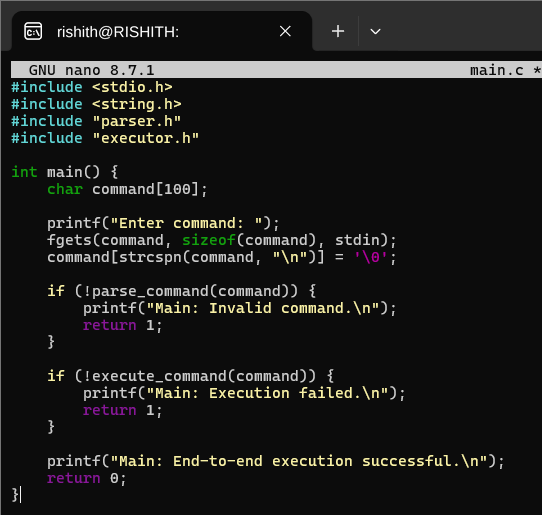 rishith@RISHITH:
GNU nano 8.7.1 main.c *
#include <stdio.h>
#include <string.h>
#include "parser.h"
#include "executor.h"
int main() {
    char command[100];
    printf("Enter command: ");
    fgets(command, sizeof(command), stdin);
    command[strcspn(command, "\n")] = '\0';
    if (!parse_command(command)) {
        printf("Main: Invalid command.\n");
        return 1;
    }
    if (!execute_command(command)) {
        printf("Main: Execution failed.\n");
        return 1;
    }
    printf("Main: End-to-end execution successful.\n");
    return 0;
}